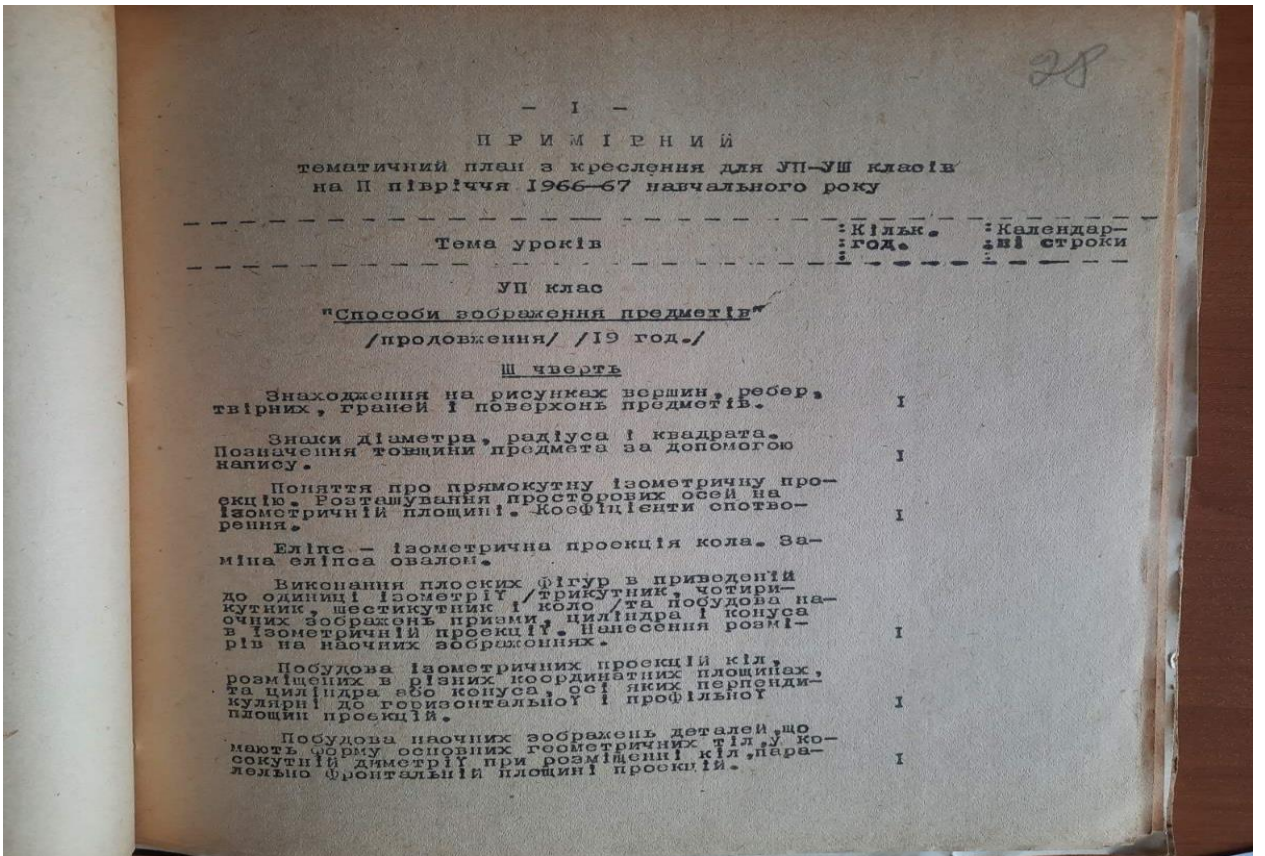 28
- I -
П Р И М І Р Н И Й
тематичний план з креслення для УП-УШ класів
на П півріччя 1966-67 навчального року
Тема уроків :Кільк. :Календар-
:год. :ні строки
УП клас
"Способи зображення предметів"
/продовження/ /19 год./
Ш чверть
Знаходження на рисунках вершин, ребер,
твірних, граней і поверхонь предметів. I
Знаки діаметра, радіуса і квадрата.
Позначення товщини предмета за допомогою I
напису.
Поняття про прямокутну ізометричну про-
екцію. Розташування просторових осей на
ізометричній площині. Коефіцієнти спотво- I
рення.
Еліпс - ізометрична проекція кола. За-
міна еліпса овалом.
Виконання плоских фігур в приведеній
до одиниці ізометрії /трикутник, чотири-
кутник, шестикутник і коло /та побудова на-
очних зображень призми, циліндра і конуса
в ізометричній проекції. Нанесення розмі- I
рів на наочних зображеннях.
Побудова ізометричних проекцій кіл,
розміщених в різних координатних площинах,
та циліндра або конуса, осі яких перпенди-
кулярні до горизонтальної і профільної I
площин проекцій.
Побудова наочних зображень деталей,що
мають форму основних геометричних тіл,у ко-
сокутній диметрії при розміщенні кіл,пара- I
лельно фронтальній площині проекцій.